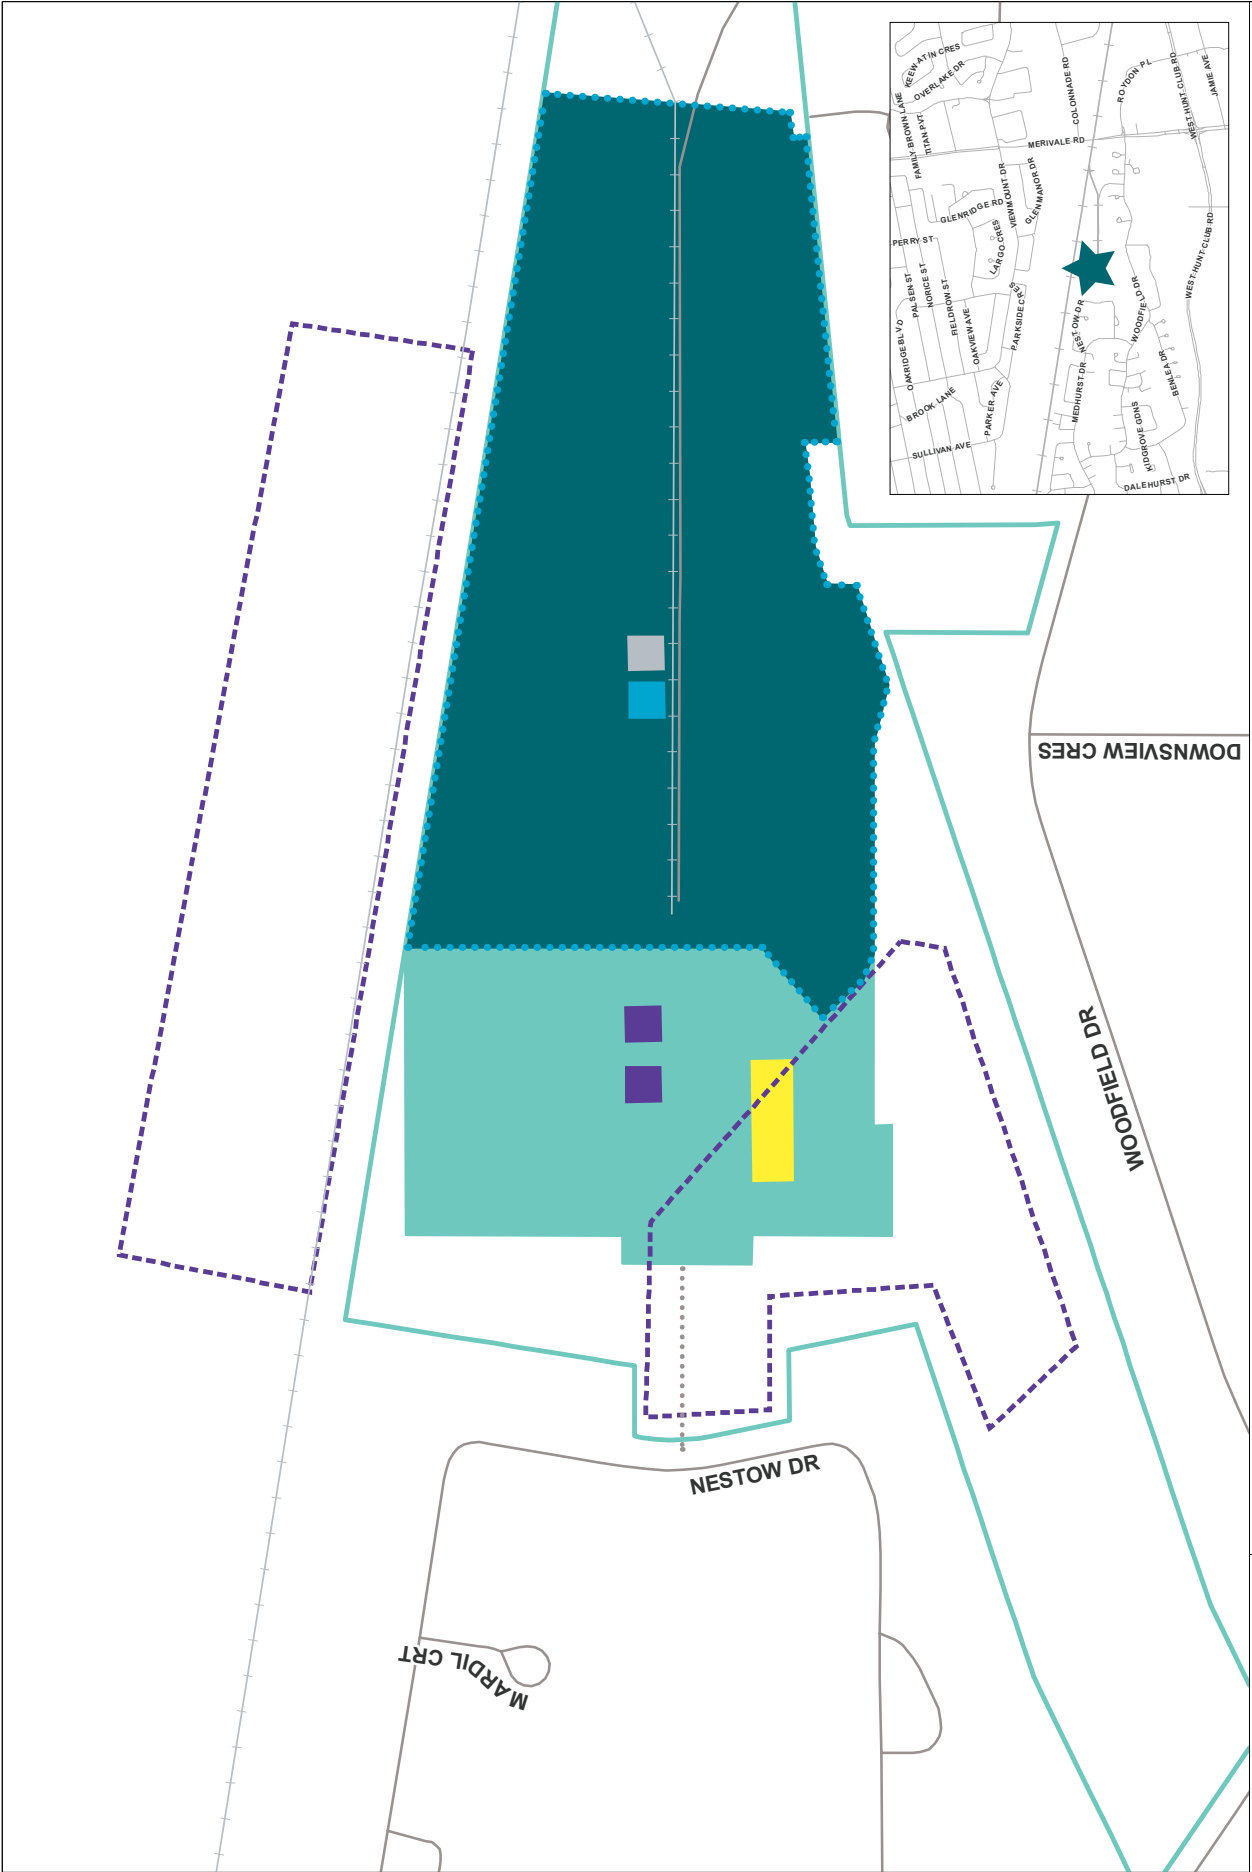 KEEWATIN CRES
OVERLAKE DR
FAMILY BROWN LANE
TITAN PVT
COLONNADE RD
ROYDON PL
WEST HUNT CLUB RD
JAMIE AVE
MERIVALE RD
GLENRIDGE RD
VIEWMOUNT DR
GLENMANOR DR
PERRY ST
LARGO CRES
WEST HUNT CLUB RD
PALSEN ST
NORICE ST
FIELDROW ST
OAKVIEW AVE
PARKSIDE CRES
NESTOW DR
WOODFIELD DR
OAKRIDGE BLVD
BROOK LANE
PARKER AVE
MEDHURST DR
BENLEA DR
SULLIVAN AVE
KIDGROVE GDNS
DALEHURST DR
DOWNSVIEW CRES
WOODFIELD DR
NESTOW DR
MARDIL CRT